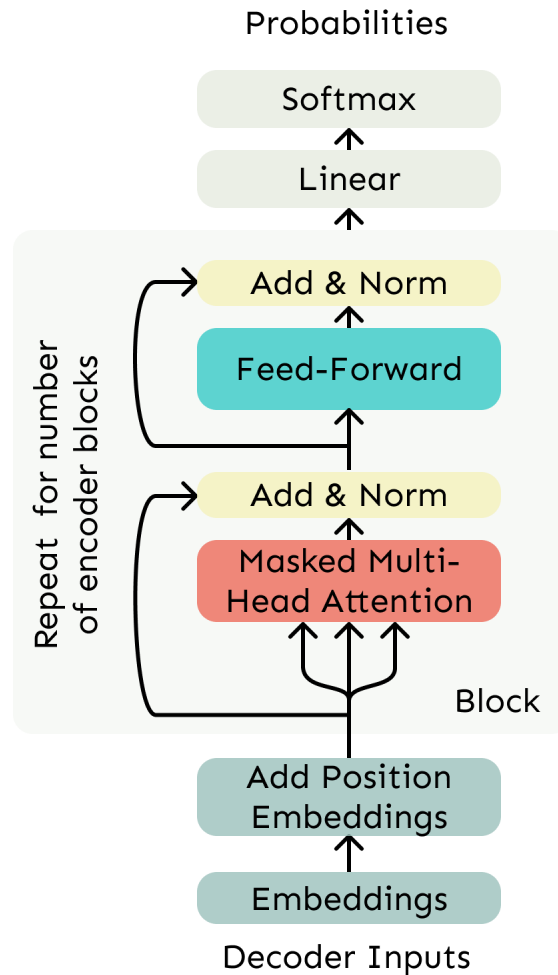 Probabilities
Softmax
Linear
Add & Norm
Feed-Forward
Repeat for number
of encoder blocks
Add & Norm
Masked Multi-
Head Attention
Block
Add Position
Embeddings
Embeddings
Decoder Inputs